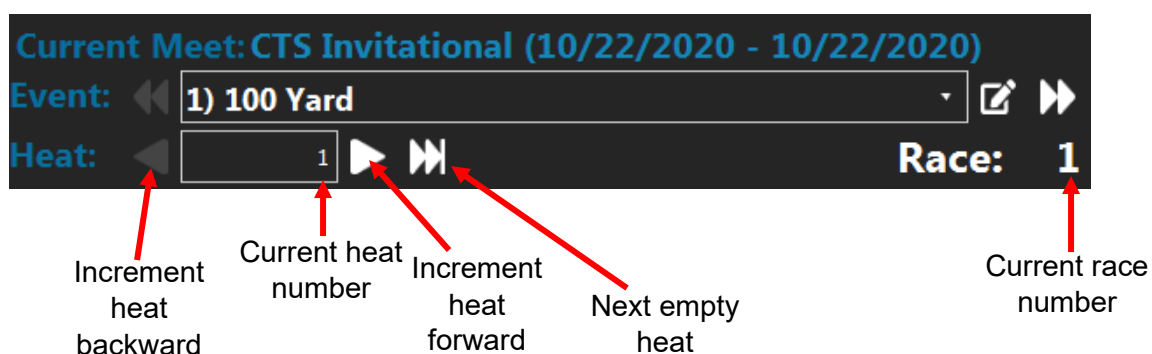 Current Meet: CTS Invitational (10/22/2020 - 10/22/2020)
Event: 1) 100 Yard
Heat: 1 Race: 1
Increment
heat
backward
Current heat
number
Increment
heat
forward
Next empty
heat
Current race
number